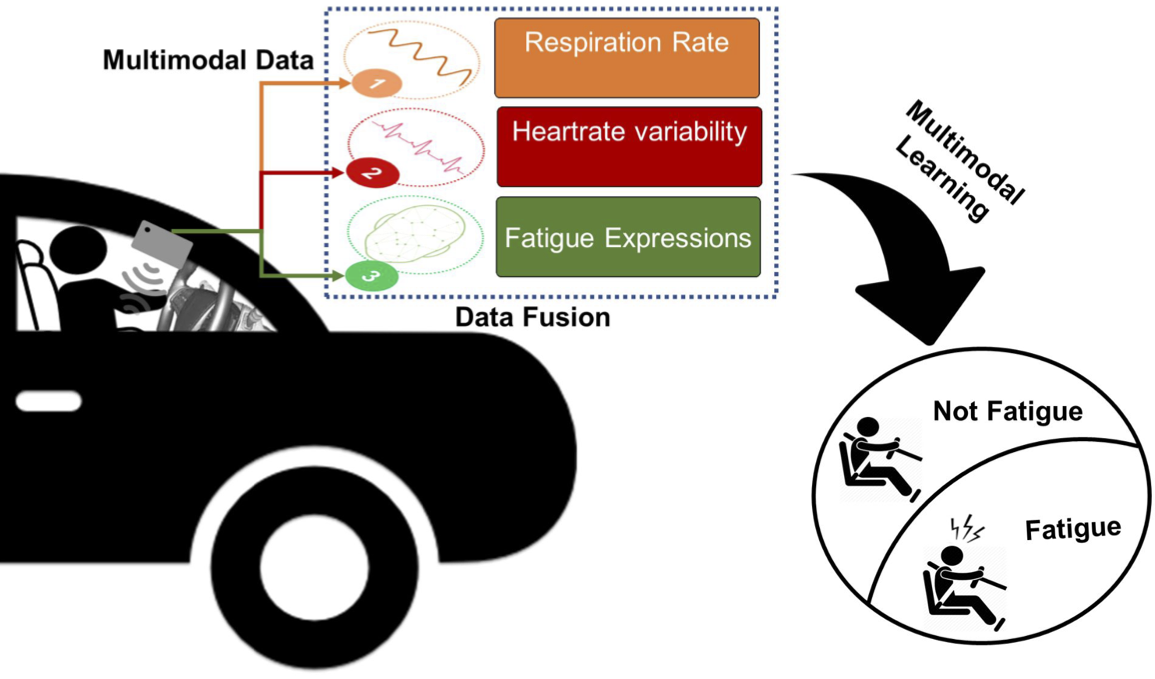 Multimodal Data
1
Respiration Rate
2
Heartrate variability
3
Fatigue Expressions
Data Fusion
Multimodal
Learning
Not Fatigue
Fatigue